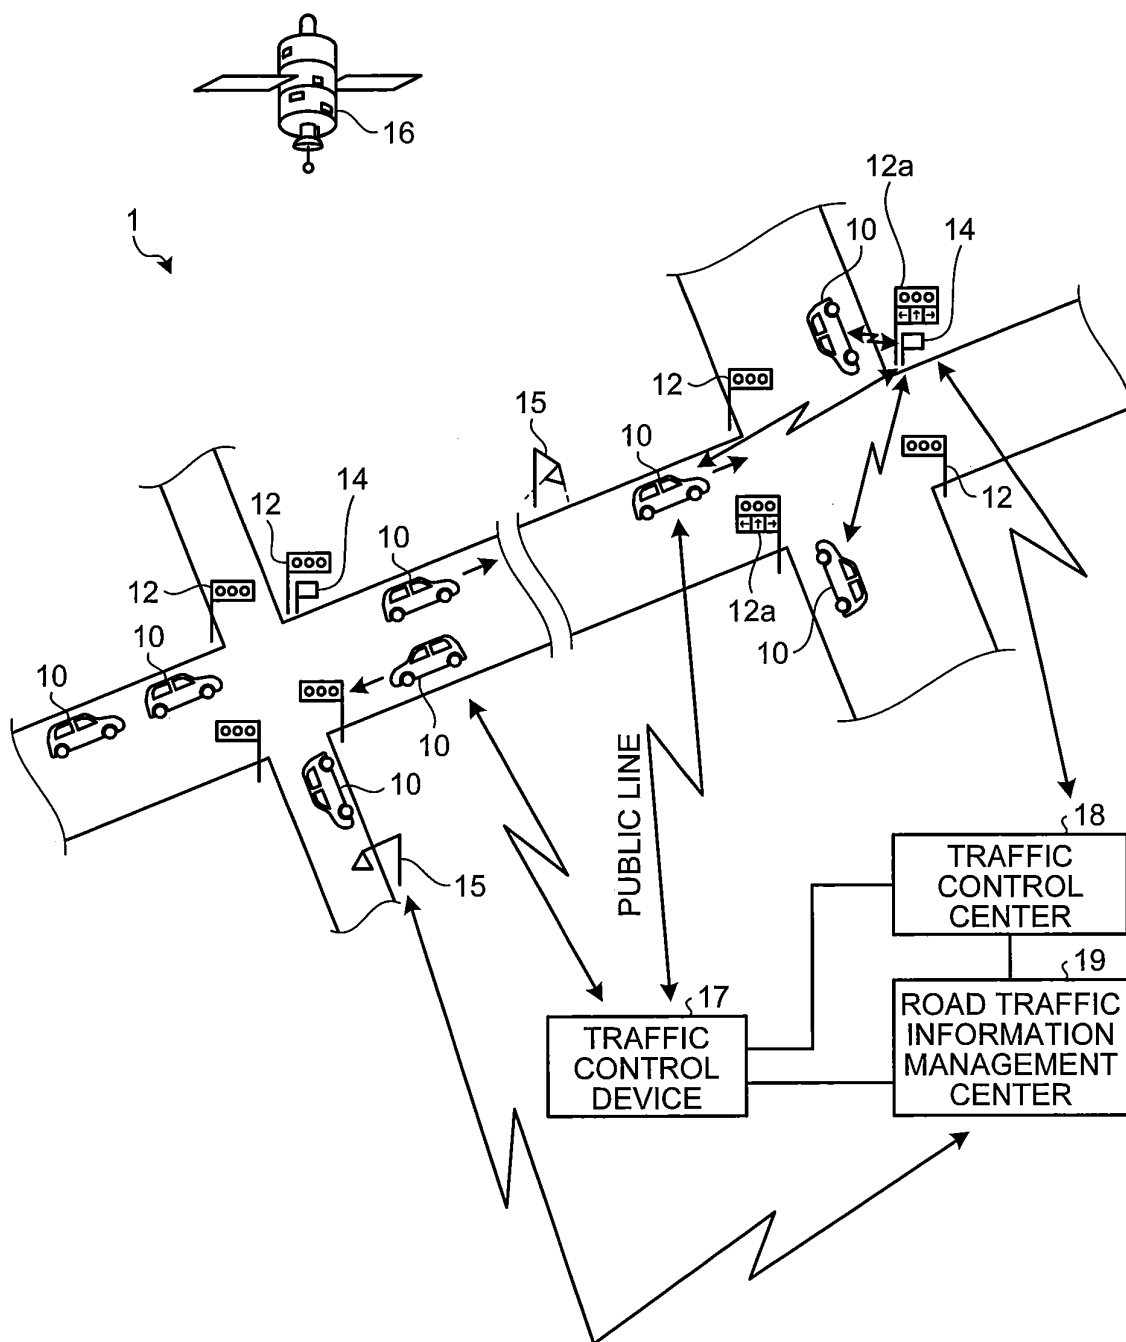 16
1
12a
10
14
12
15
10
12
12
14
10
12
12a
10
10
10
10
10
15
PUBLIC LINE
18
TRAFFIC
CONTROL
CENTER
19
ROAD TRAFFIC
INFORMATION
MANAGEMENT
CENTER
17
TRAFFIC
CONTROL
DEVICE